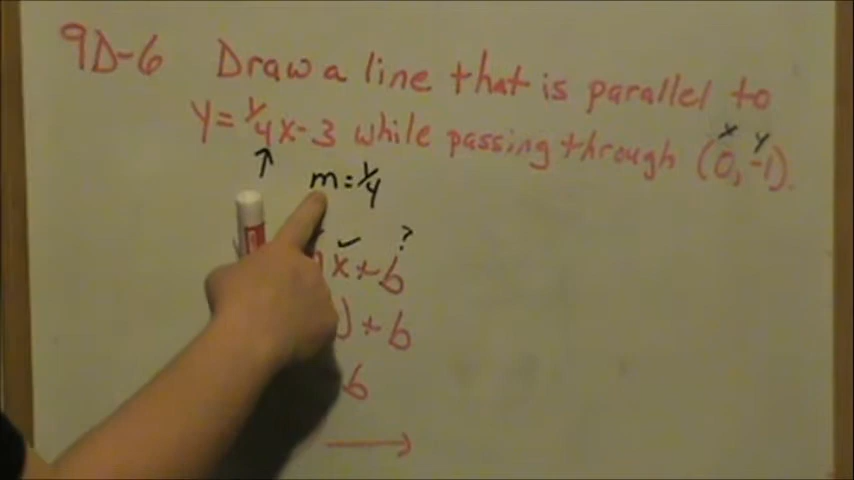 9D-6 Draw a line that is parallel to
y = 1/4x - 3 while passing through (0, -1).
x y
↑ m = 1/4
✓ ?
x + b
) + b
b
→